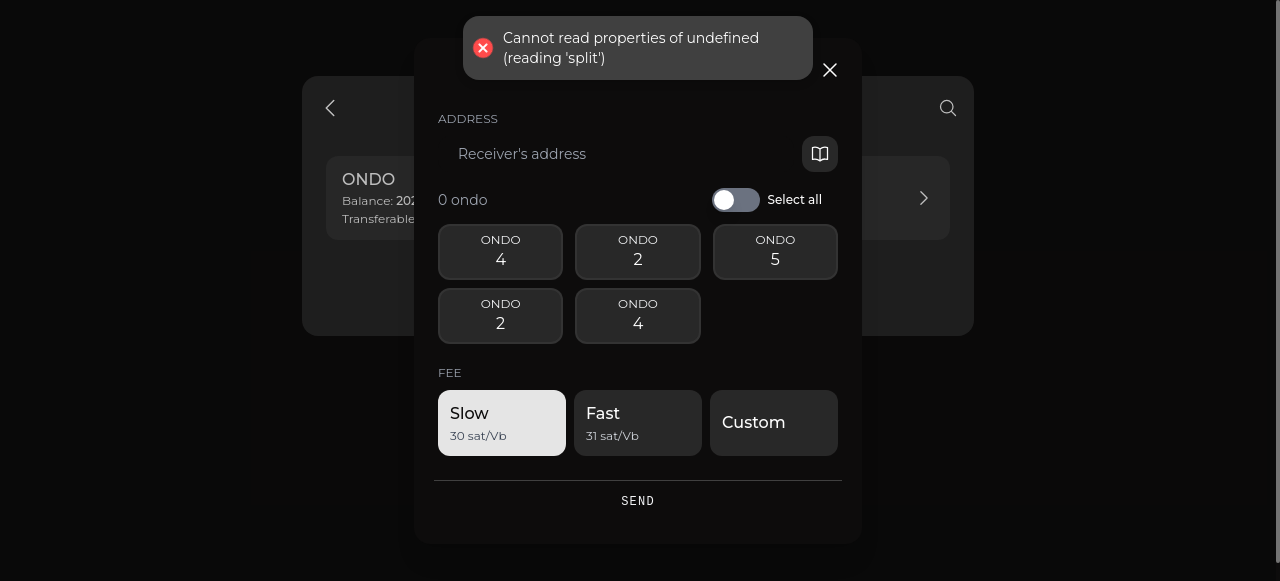 Cannot read properties of undefined
(reading 'split')
ADDRESS
Receiver's address
ONDO
Balance: 202
Transferable
0 ondo
Select all
ONDO
4
ONDO
2
ONDO
5
ONDO
2
ONDO
4
FEE
Slow
30 sat/Vb
Fast
31 sat/Vb
Custom
SEND